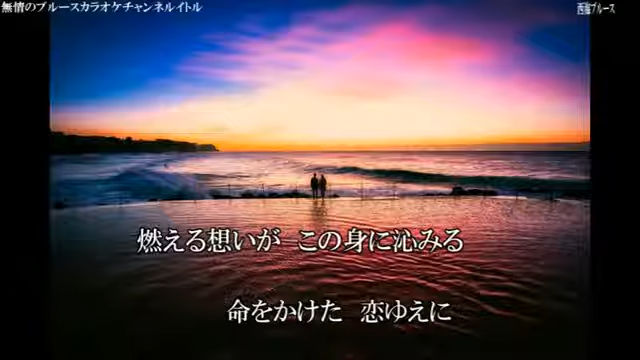 無情のブルースカラオケチャンネルイトル
西海ブルース
燃える想いが この身に沁みる
命をかけた 恋ゆえに